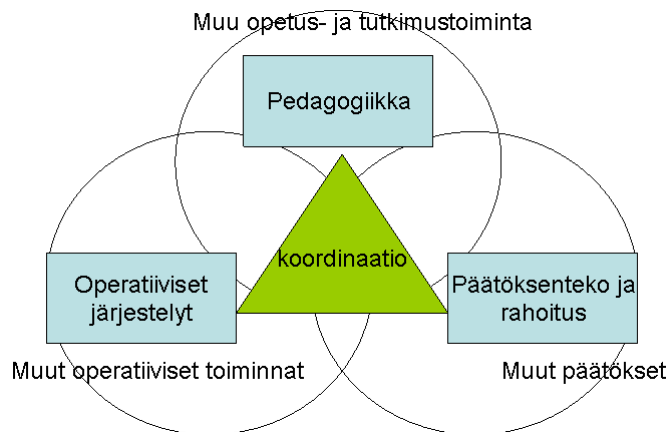 Muu opetus- ja tutkimustoiminta
Pedagogiikka
koordinaatio
Operatiiviset
järjestelyt
Päätöksenteko ja
rahoitus
Muut operatiiviset toiminnat
Muut päätökset